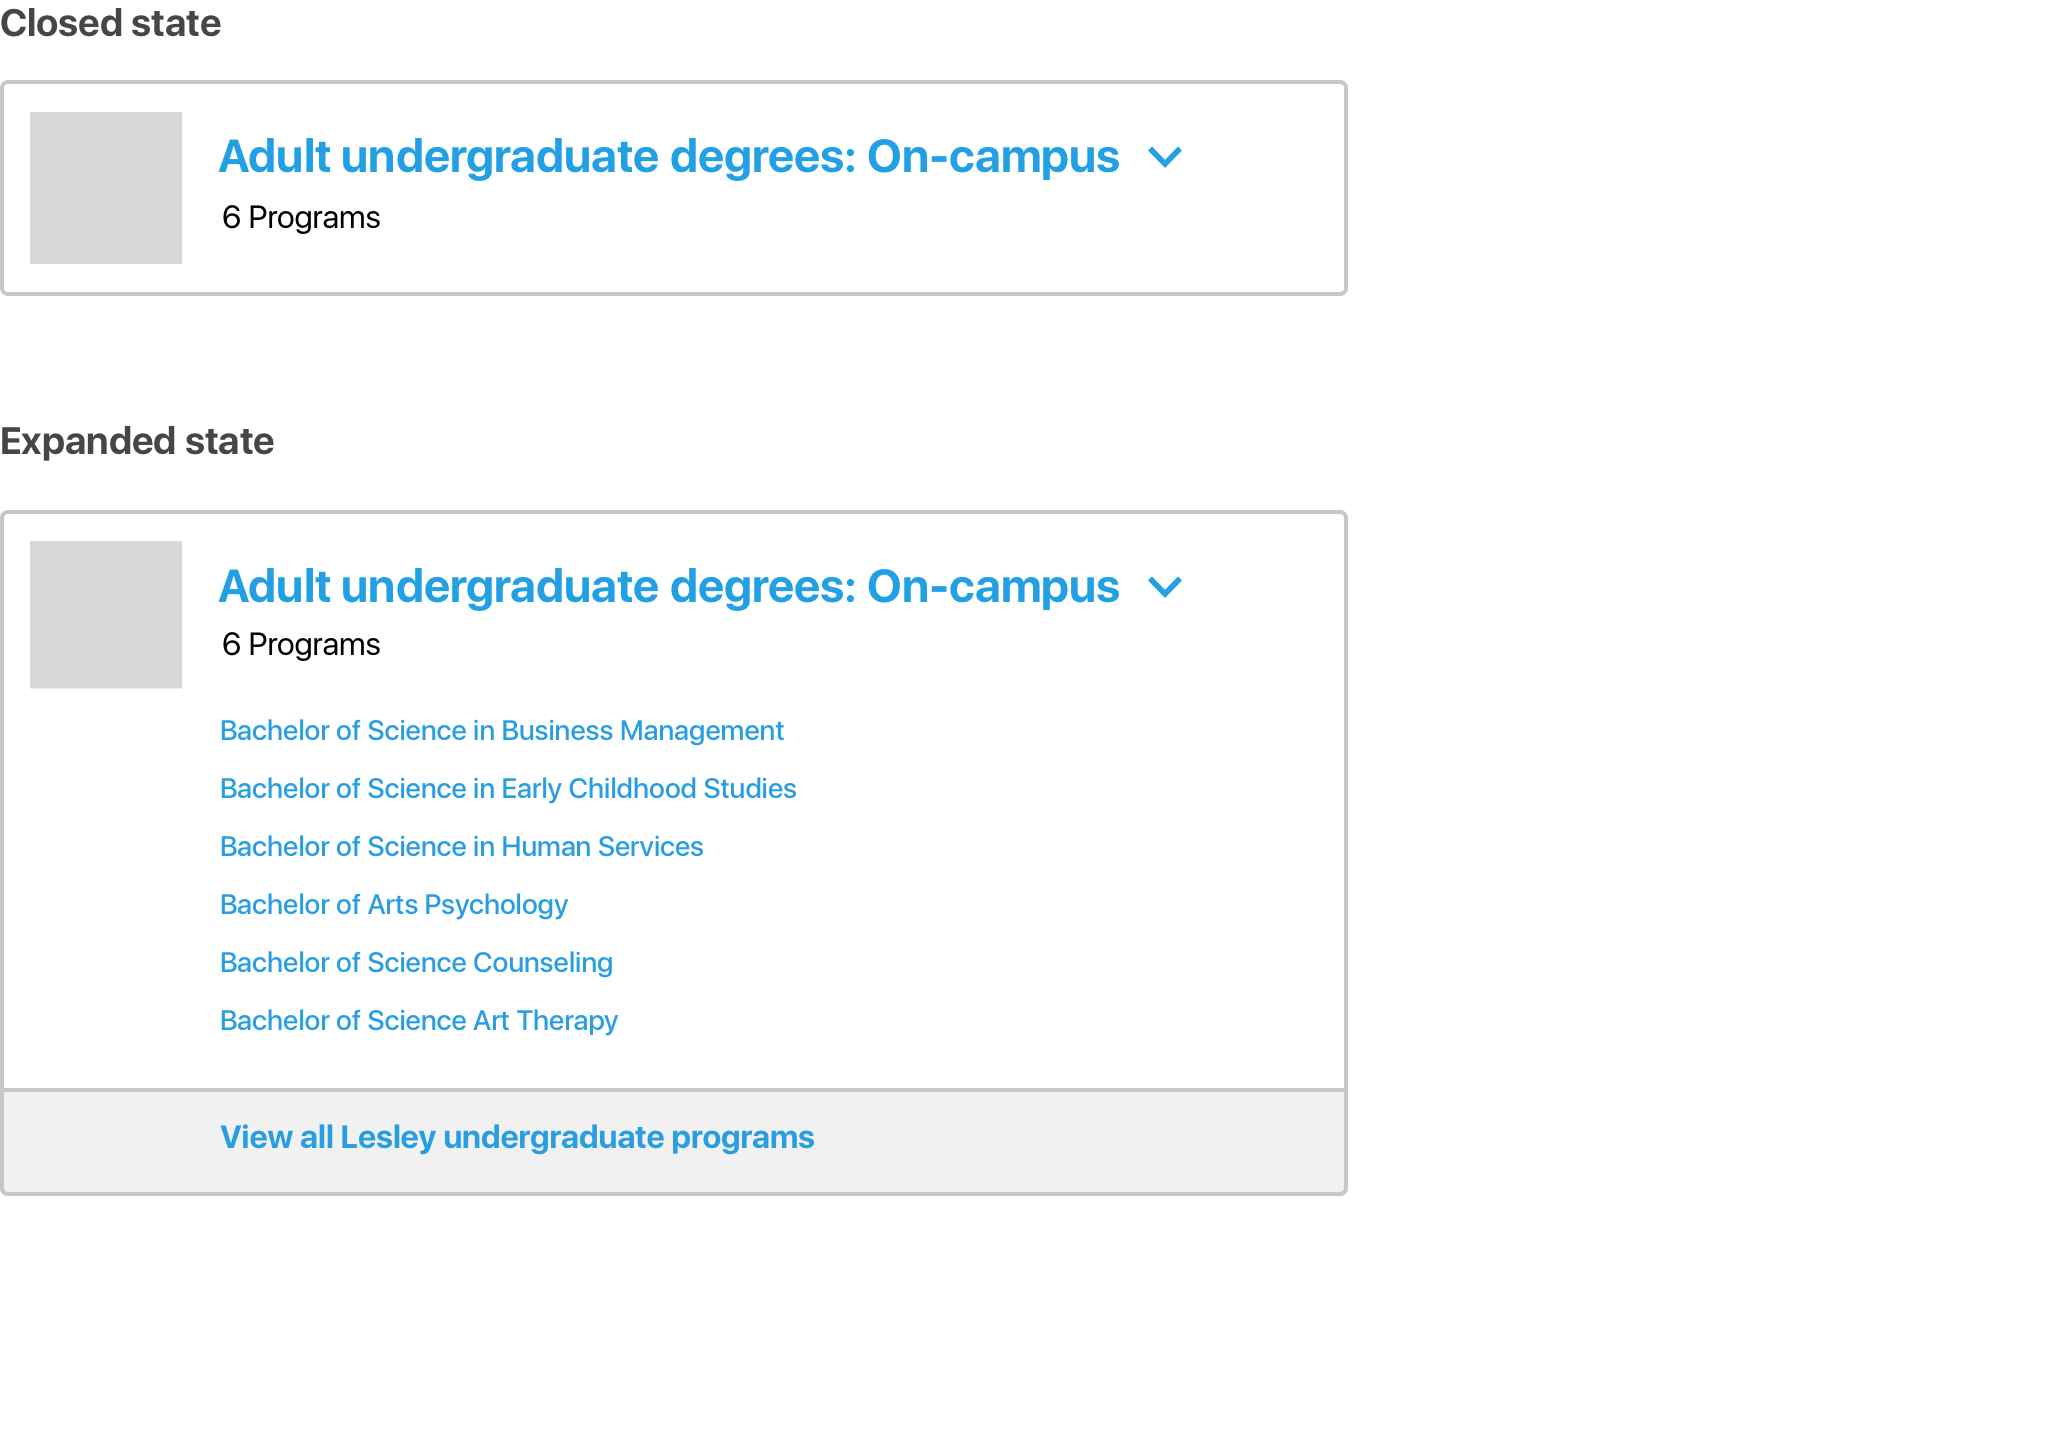 Closed state
Adult undergraduate degrees: On-campus
6 Programs
Expanded state
Adult undergraduate degrees: On-campus
6 Programs
Bachelor of Science in Business Management
Bachelor of Science in Early Childhood Studies
Bachelor of Science in Human Services
Bachelor of Arts Psychology
Bachelor of Science Counseling
Bachelor of Science Art Therapy
View all Lesley undergraduate programs